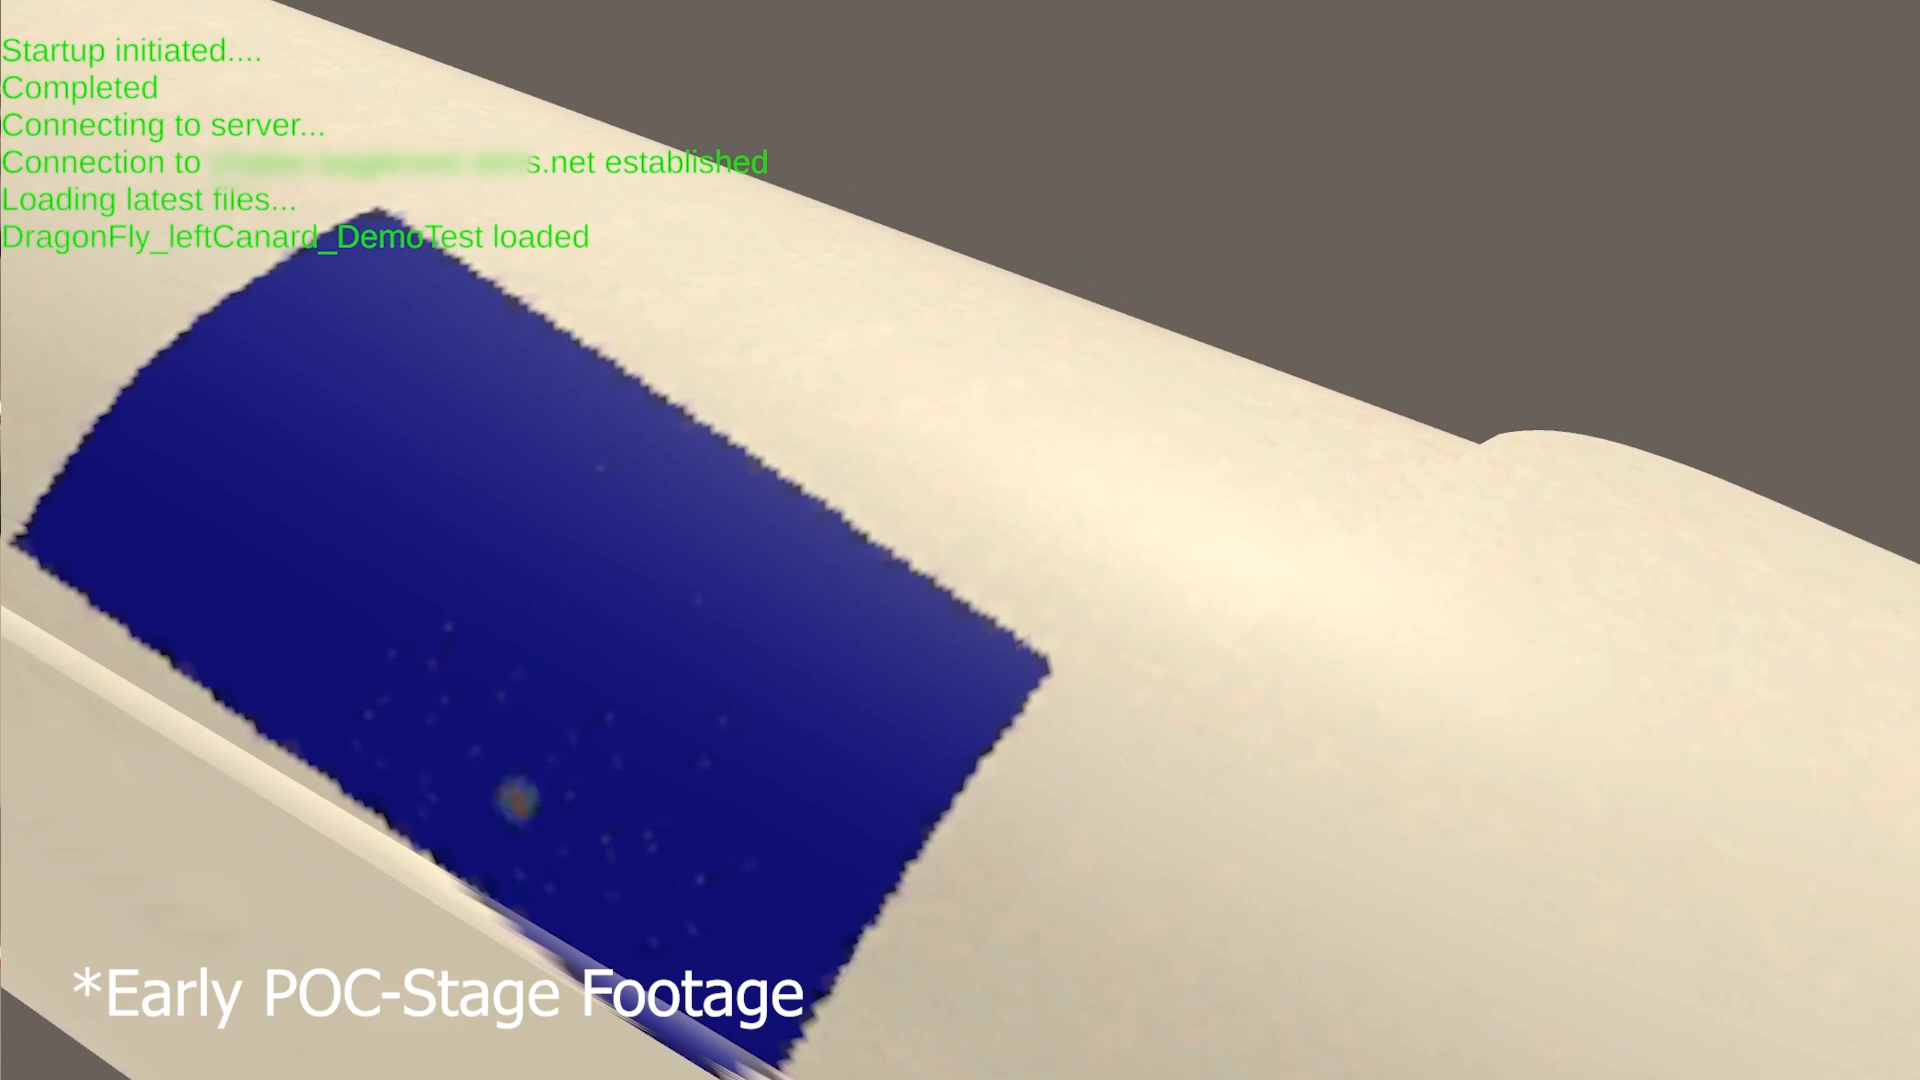 Startup initiated....
Completed
Connecting to server...
Connection to s.net established
Loading latest files...
DragonFly_leftCanard_DemoTest loaded
*Early POC-Stage Footage